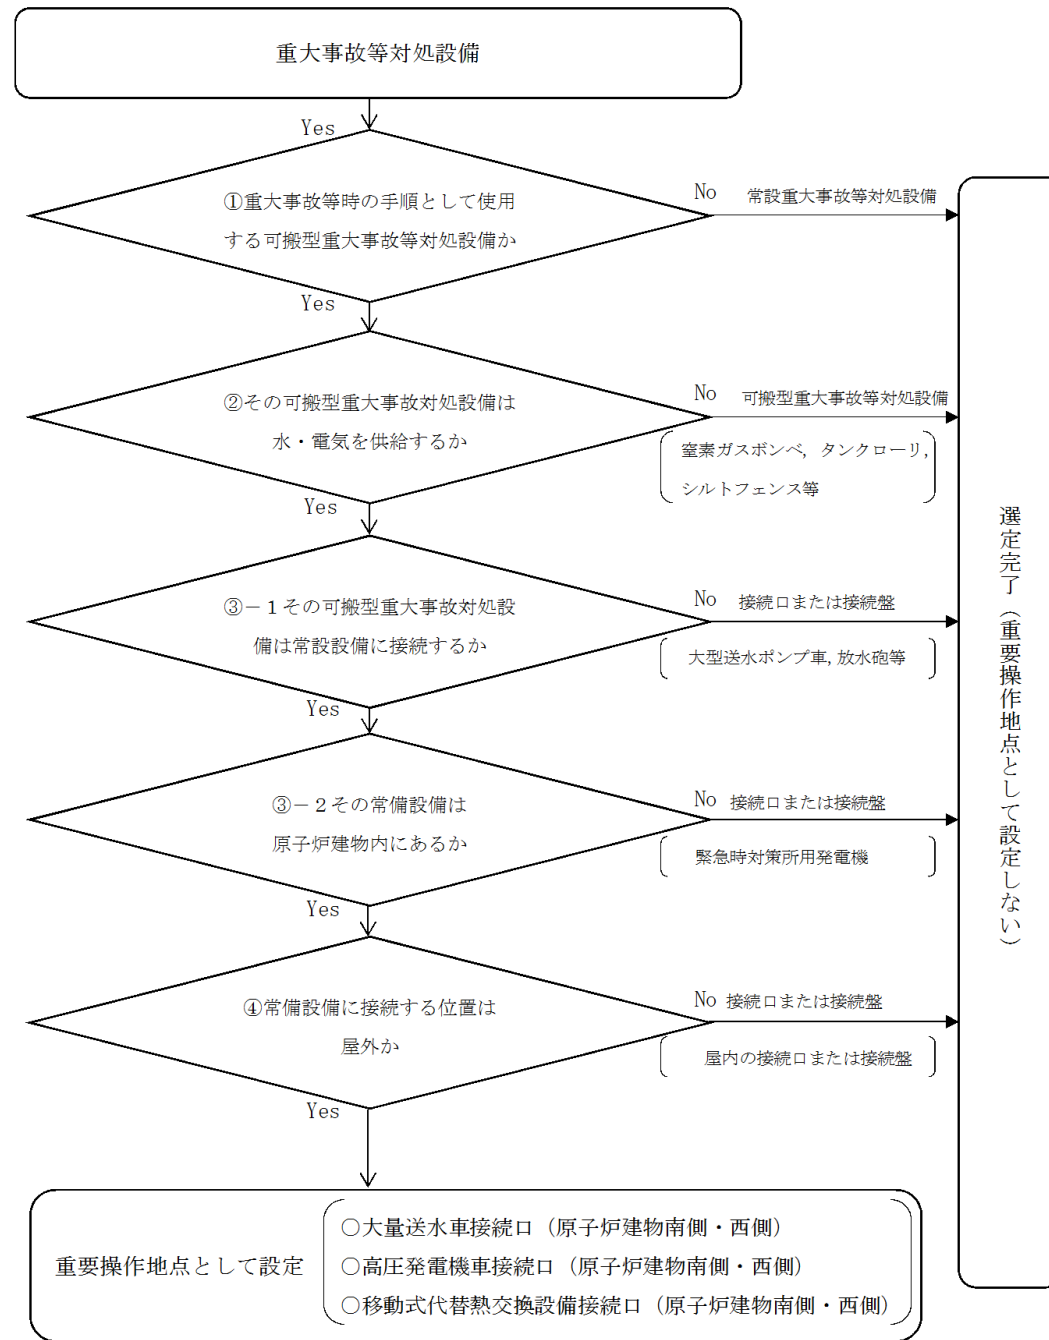 重大事故等対処設備
Yes
①重大事故等時の手順として使用
する可搬型重大事故等対処設備か
No 常設重大事故等対処設備
Yes
②その可搬型重大事故対処設備は
水・電気を供給するか
No 可搬型重大事故等対処設備
窒素ガスボンベ, タンクローリ,
シルトフェンス等
Yes
③－１その可搬型重大事故対処設
備は常設設備に接続するか
No 接続口または接続盤
大型送水ポンプ車, 放水砲等
Yes
③－２その常備設備は
原子炉建物内にあるか
No 接続口または接続盤
緊急時対策所用発電機
Yes
④常備設備に接続する位置は
屋外か
No 接続口または接続盤
屋内の接続口または接続盤
Yes
選定完了（重要操作地点として設定しない）
重要操作地点として設定
○大量送水車接続口（原子炉建物南側・西側）
○高圧発電機車接続口（原子炉建物南側・西側）
○移動式代替熱交換設備接続口（原子炉建物南側・西側）